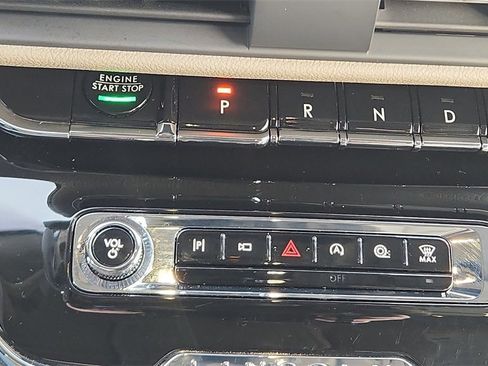 ENGINE
START STOP
P R N D
VOL
P
MAX
OFF